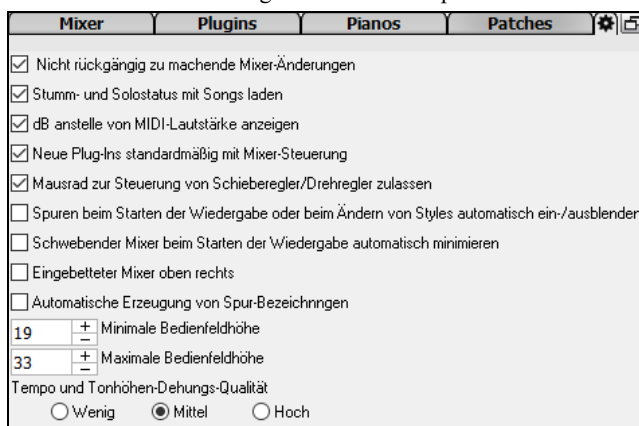 Mixer Plugins Pianos Patches
Nicht rückgängig zu machende Mixer-Änderungen
Stumm- und Solostatus mit Songs laden
dB anstelle von MIDI-Lautstärke anzeigen
Neue Plug-Ins standardmäßig mit Mixer-Steuerung
Mausrad zur Steuerung von Schieberegler/Drehregler zulassen
Spuren beim Starten der Wiedergabe oder beim Ändern von Styles automatisch ein-/ausblenden
Schwebender Mixer beim Starten der Wiedergabe automatisch minimieren
Eingebetteter Mixer oben rechts
Automatische Erzeugung von Spur-Bezeichnngen
19 Minimale Bedienfeldhöhe
33 Maximale Bedienfeldhöhe
Tempo und Tonhöhen-Dehungs-Qualität
Wenig Mittel Hoch